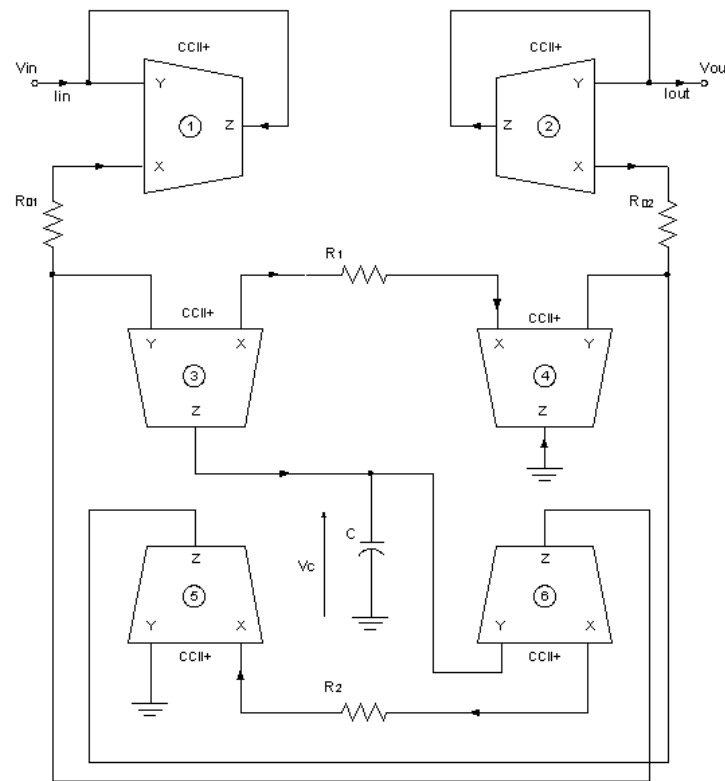 CCII+
CCII+
Vin
Iin
Y
Z
1
X
Y
Z
2
X
Vou
Iout
R01
R02
R1
CCII+
Y
X
3
Z
CCII+
X
Y
4
Z
Z
5
Y
X
CCII+
Vc
C
Z
6
Y
X
CCII+
R2